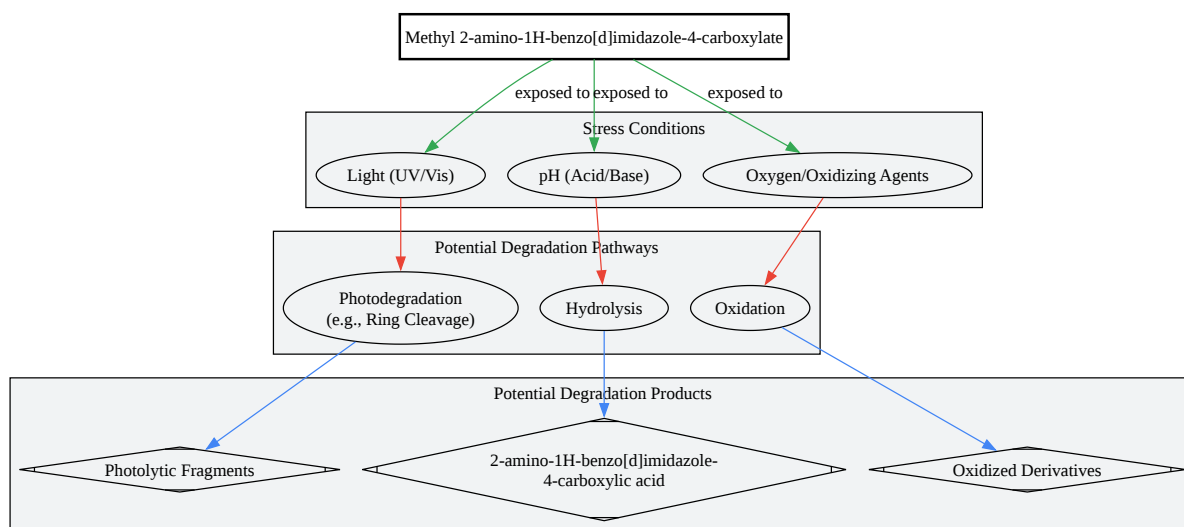 Methyl 2-amino-1H-benzo[d]imidazole-4-carboxylate
exposed to
exposed to
exposed to
Stress Conditions
Light (UV/Vis)
pH (Acid/Base)
Oxygen/Oxidizing Agents
Potential Degradation Pathways
Photodegradation
(e.g., Ring Cleavage)
Hydrolysis
Oxidation
Potential Degradation Products
Photolytic Fragments
2-amino-1H-benzo[d]imidazole-
4-carboxylic acid
Oxidized Derivatives